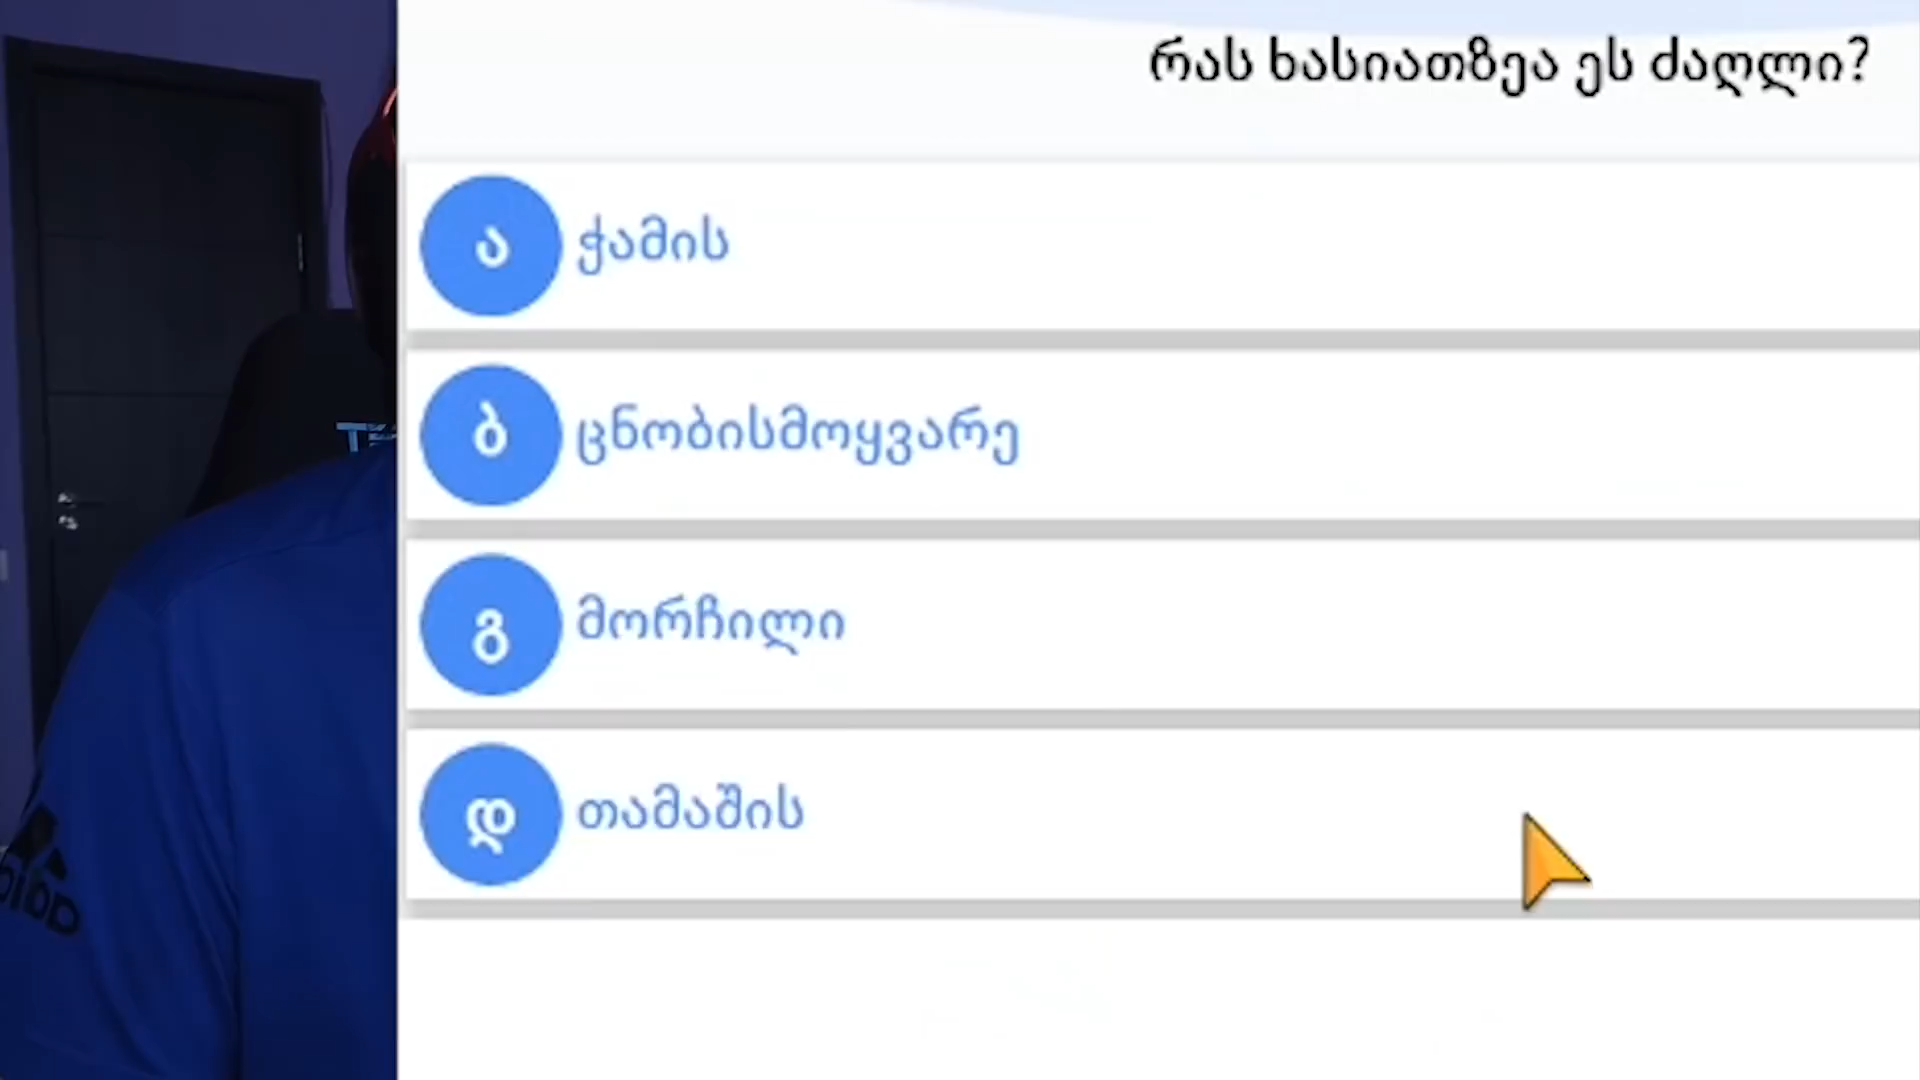 რას ხასიათზეა ეს ძაღლი?
ა ჭამის
ბ ცნობისმოყვარე
გ მორჩილი
დ თამაშის